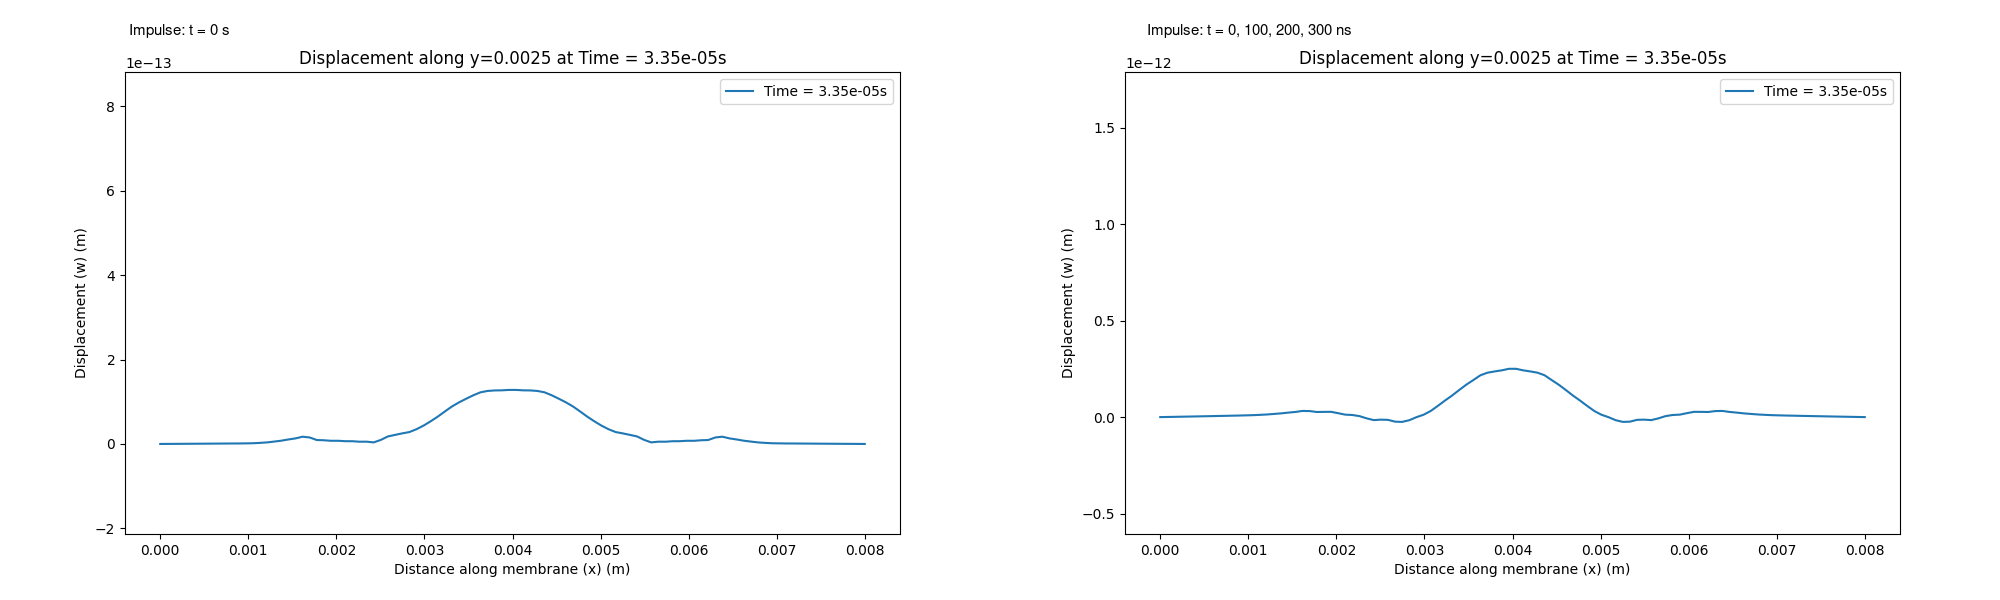 Impulse: t = 0 s
Displacement along y=0.0025 at Time = 3.35e-05s
1e−13
Time = 3.35e-05s
8
6
4
2
0
−2
Displacement (w) (m)
0.000 0.001 0.002 0.003 0.004 0.005 0.006 0.007 0.008
Distance along membrane (x) (m)
Impulse: t = 0, 100, 200, 300 ns
Displacement along y=0.0025 at Time = 3.35e-05s
1e−12
Time = 3.35e-05s
1.5
1.0
0.5
0.0
−0.5
Displacement (w) (m)
0.000 0.001 0.002 0.003 0.004 0.005 0.006 0.007 0.008
Distance along membrane (x) (m)